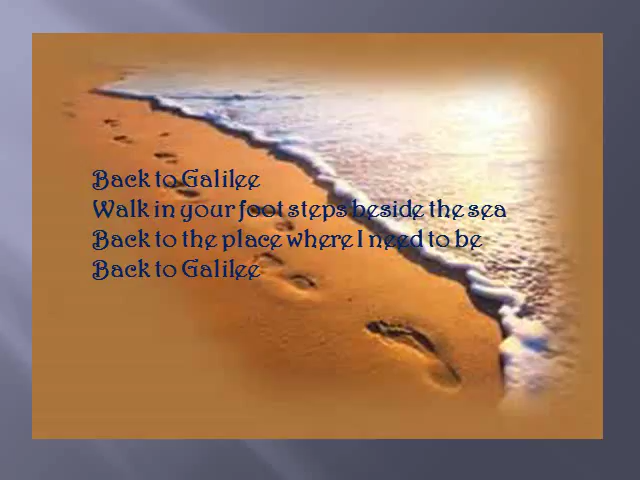 Back to Galilee
Walk in your foot steps beside the sea
Back to the place where I need to be
Back to Galilee